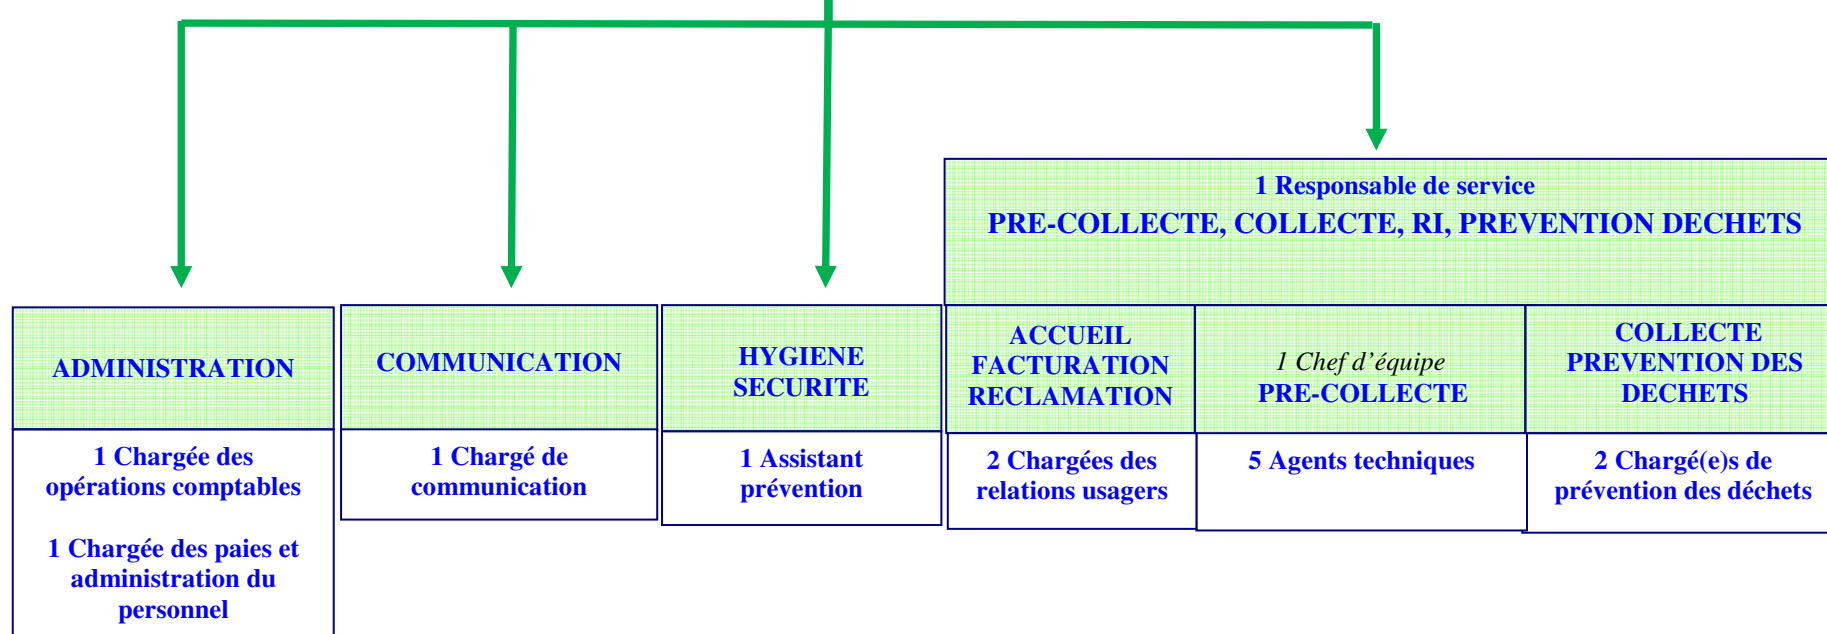 1 Responsable de service
PRE-COLLECTE, COLLECTE, RI, PREVENTION DECHETS
ADMINISTRATION
COMMUNICATION
HYGIENE
SECURITE
ACCUEIL
FACTURATION
RECLAMATION
1 Chef d’équipe
PRE-COLLECTE
COLLECTE
PREVENTION DES
DECHETS
1 Chargée des
opérations comptables
1 Chargée des paies et
administration du
personnel
1 Chargé de
communication
1 Assistant
prévention
2 Chargées des
relations usagers
5 Agents techniques
2 Chargé(e)s de
prévention des déchets